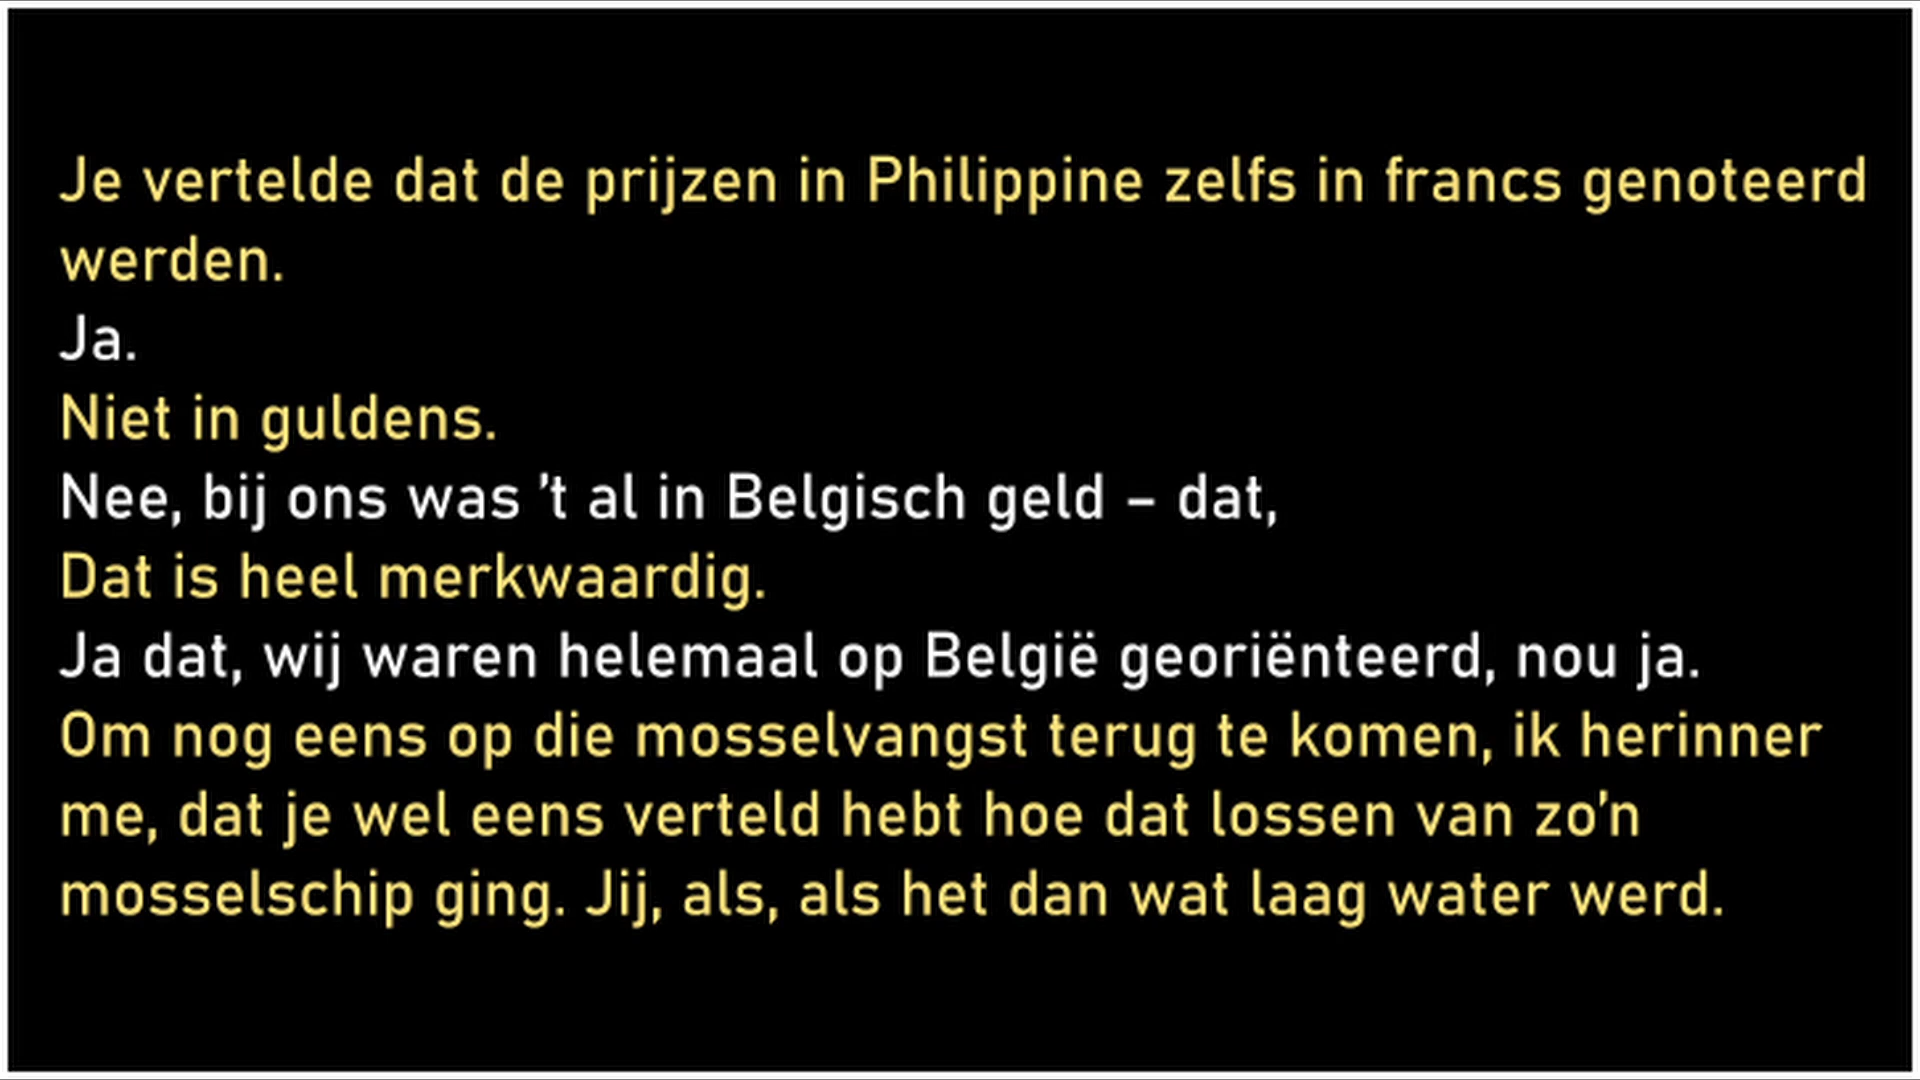 Je vertelde dat de prijzen in Philippine zelfs in francs genoteerd
werden.
Ja.
Niet in guldens.
Nee, bij ons was ’t al in Belgisch geld – dat,
Dat is heel merkwaardig.
Ja dat, wij waren helemaal op België georiënteerd, nou ja.
Om nog eens op die mosselvangst terug te komen, ik herinner
me, dat je wel eens verteld hebt hoe dat lossen van zo’n
mosselschip ging. Jij, als, als het dan wat laag water werd.